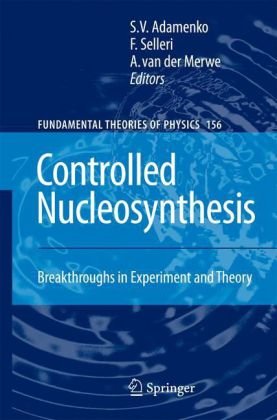 S.V. Adamenko
F. Selleri
A. van der Merwe
Editors
FUNDAMENTAL THEORIES OF PHYSICS 156
Controlled
Nucleosynthesis
Breakthroughs in Experiment and Theory
Springer